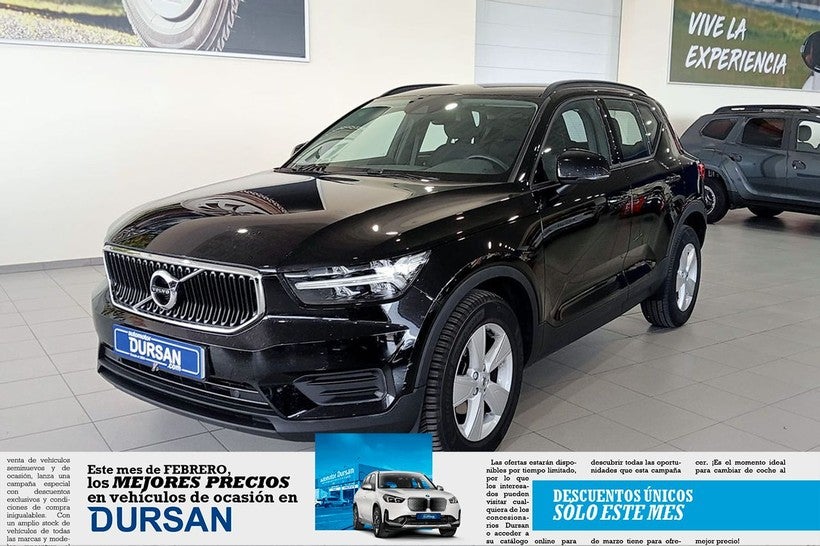 VIVE LA
EXPERIENCIA
VOLVO
automotor
DURSAN
.com
venta de vehículos
seminuevos y de
ocasión, lanza una
campaña especial
con descuentos
exclusivos y condi-
ciones de compra
inigualables. Con
un amplio stock de
vehículos de todas
las marcas y mode-
Este mes de FEBRERO,
los MEJORES PRECIOS
en vehículos de ocasión en
DURSAN
automotor Dursan
Las ofertas estarán dispo-
nibles por tiempo limitado,
por lo que
los interesa-
dos pueden
visitar cual-
quiera de los
concesiona-
rios Dursan
o acceder a
su catálogo online para
descubrir todas las oportu-
nidades que esta campaña
de marzo tiene para ofre-
cer. ¡Es el momento ideal
para cambiar de coche al
mejor precio!
DESCUENTOS ÚNICOS
SOLO ESTE MES